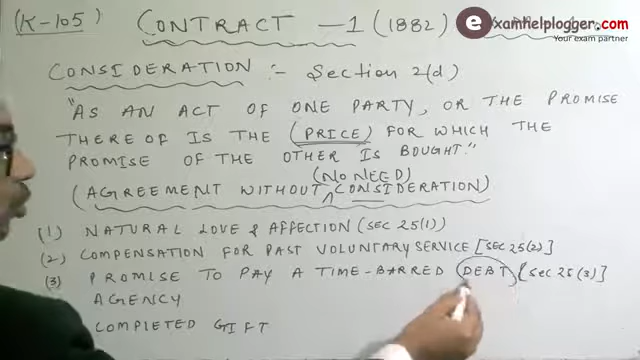 (K-105) CONTRACT - 1 (1882)
examhelplogger.com
Your exam partner
CONSIDERATION :- Section 2(d)
"AS AN ACT OF ONE PARTY, OR THE PROMISE
THERE OF IS THE (PRICE) FOR WHICH THE
PROMISE OF THE OTHER IS BOUGHT."
(NO NEED)
(AGREEMENT WITHOUT ^ CONSIDERATION)
(1) NATURAL LOVE & AFFECTION (SEC 25(1)
(2) COMPENSATION FOR PAST VOLUNTARY SERVICE [SEC 25(2)]
(3) PROMISE TO PAY A TIME-BARRED DEBT [SEC 25(3)]
AGENCY
COMPLETED GIFT